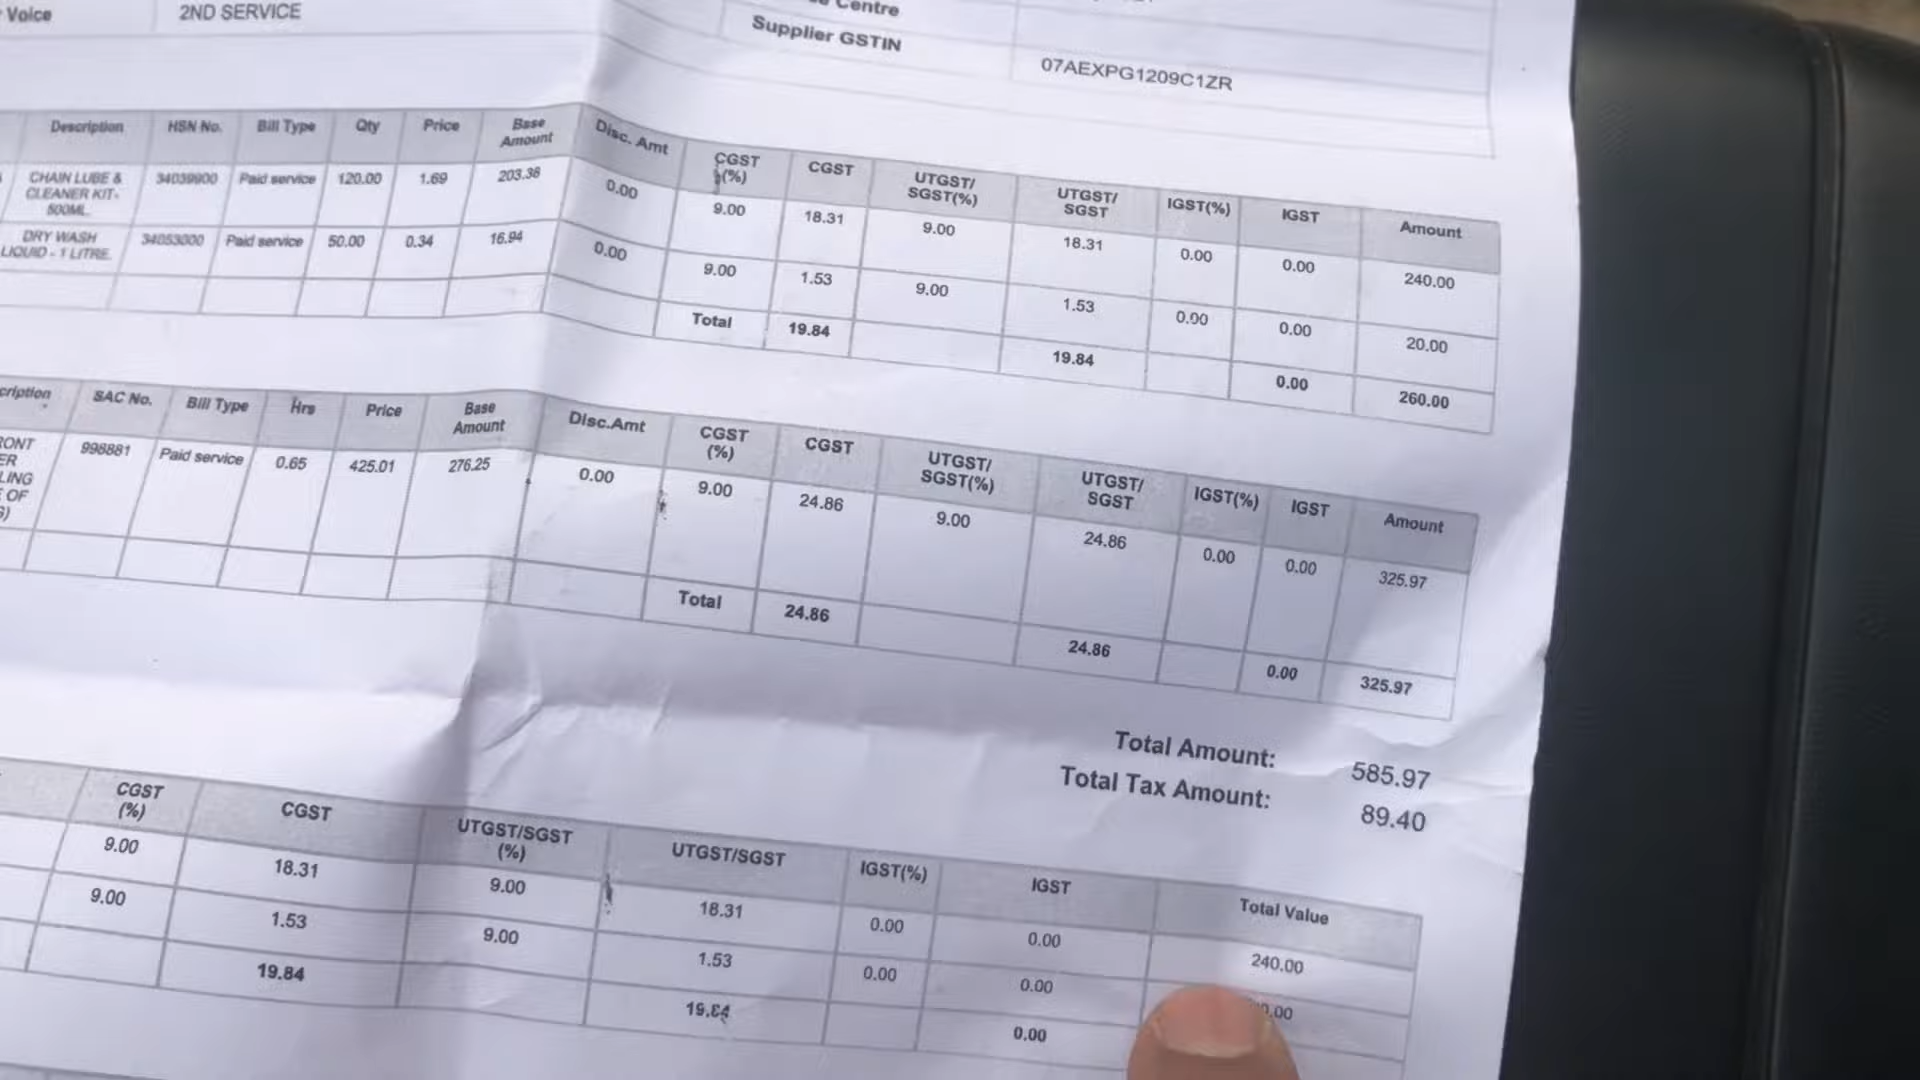 Voice 2ND SERVICE
Centre
Supplier GSTIN 07AEXPG1209C1ZR
Description HSN No. Bill Type Qty Price Base Amount Disc. Amt CGST (%) CGST UTGST/ SGST(%) UTGST/ SGST IGST(%) IGST Amount
CHAIN LUBE & CLEANER KIT- 500ML. 34039900 Paid service 120.00 1.69 203.38 0.00 9.00 18.31 9.00 18.31 0.00 0.00 240.00
DRY WASH LIQUID - 1 LITRE. 34053000 Paid service 50.00 0.34 16.94 0.00 9.00 1.53 9.00 1.53 0.00 0.00 20.00
Total 19.84 19.84 0.00 260.00
cription SAC No. Bill Type Hrs Price Base Amount Disc.Amt CGST (%) CGST UTGST/ SGST(%) UTGST/ SGST IGST(%) IGST Amount
RONT ER LING E OF 998881 Paid service 0.65 425.01 276.25 0.00 9.00 24.86 9.00 24.86 0.00 0.00 325.97
Total 24.86 24.86 0.00 325.97
Total Amount: 585.97
Total Tax Amount: 89.40
CGST (%) CGST UTGST/SGST (%) UTGST/SGST IGST(%) IGST Total Value
9.00 18.31 9.00 18.31 0.00 0.00 240.00
9.00 1.53 9.00 1.53 0.00 0.00 0.00
19.84 19.84 0.00